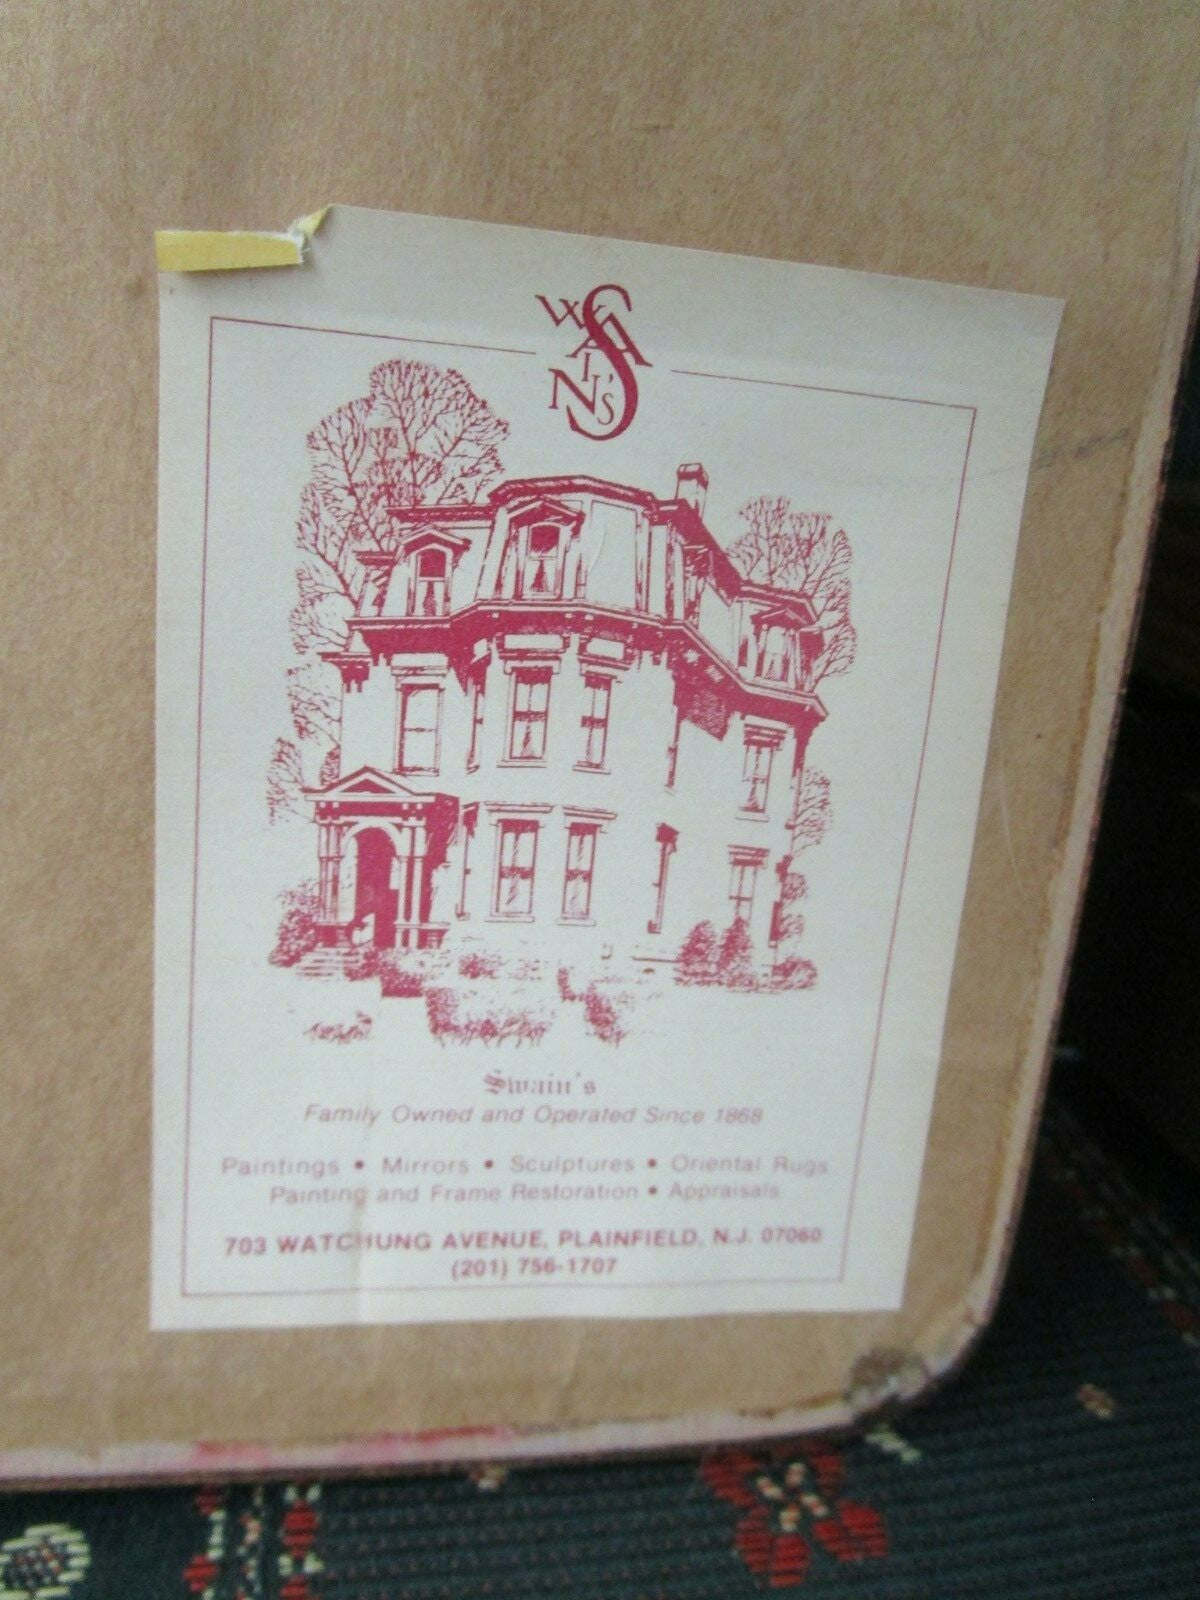 SWAIN'S
Swain's
Family Owned and Operated Since 1868
Paintings • Mirrors • Sculptures • Oriental Rugs
Painting and Frame Restoration • Appraisals
703 WATCHUNG AVENUE, PLAINFIELD, N.J. 07060
(201) 756-1707